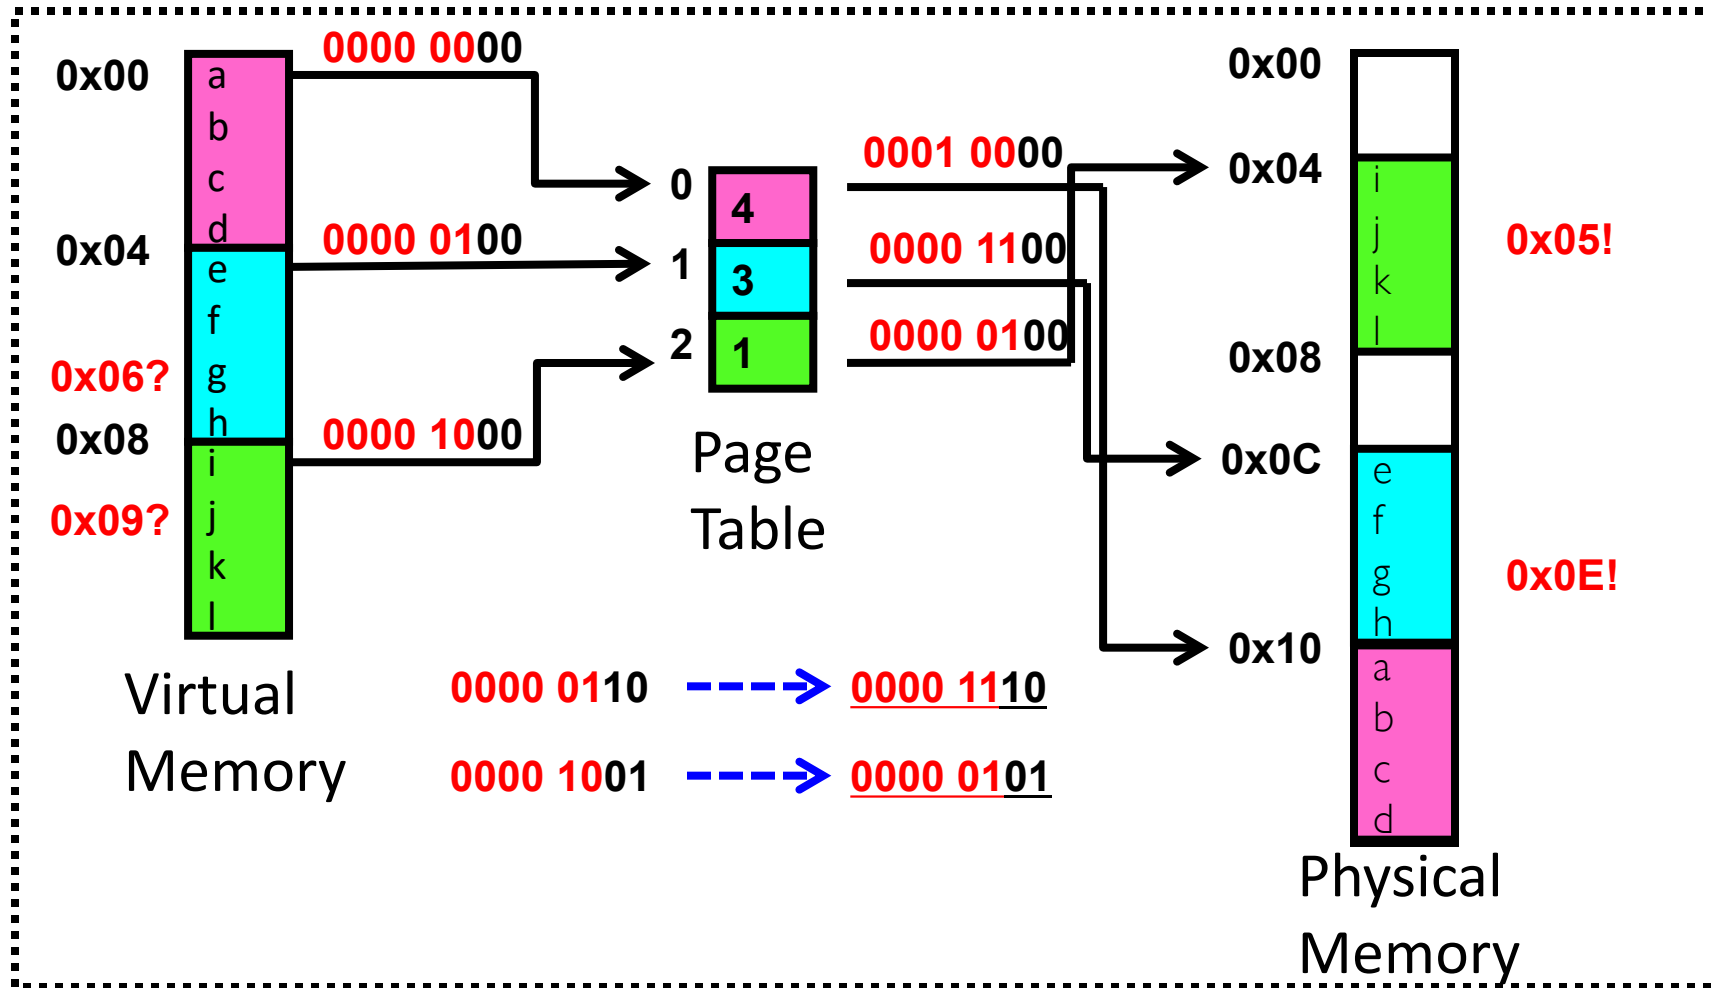 0x00
a
b
c
d
0x04
e
f
0x06?
g
h
0x08
i
0x09?
j
k
l
Virtual
Memory
0000 0000
0000 0100
0000 1000
0
1
2
4
3
1
Page
Table
0001 0000
0000 1100
0000 0100
0000 0110
0000 1110
0000 1001
0000 0101
0x00
0x04
i
j
k
l
0x05!
0x08
0x0C
e
f
g
h
0x0E!
0x10
a
b
c
d
Physical
Memory